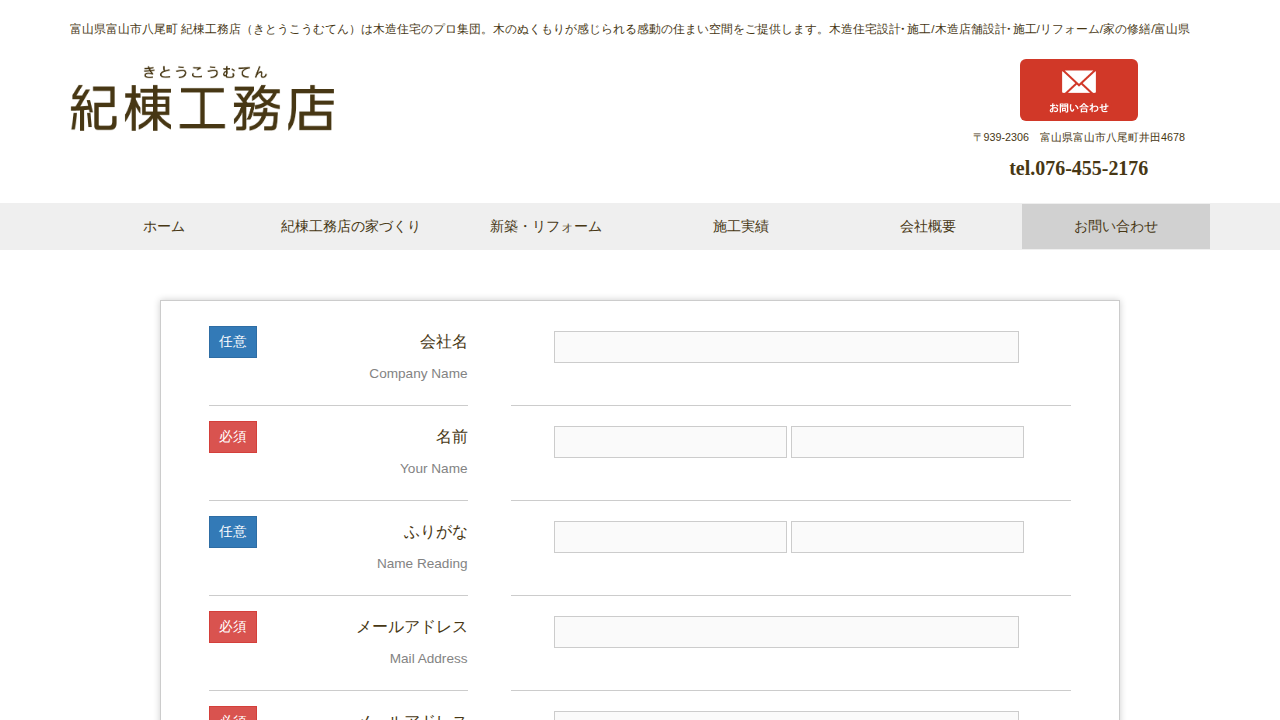 富山県富山市八尾町 紀棟工務店（きとうこうむてん）は木造住宅のプロ集団。木のぬくもりが感じられる感動の住まい空間をご提供します。木造住宅設計･施工/木造店舗設計･施工/リフォーム/家の修繕/富山県
きとうこうむてん
紀棟工務店
お問い合わせ
〒939-2306　富山県富山市八尾町井田4678
tel.076-455-2176
ホーム 紀棟工務店の家づくり 新築・リフォーム 施工実績 会社概要 お問い合わせ
任意 会社名
Company Name
必須 名前
Your Name
任意 ふりがな
Name Reading
必須 メールアドレス
Mail Address
必須 メールアドレス